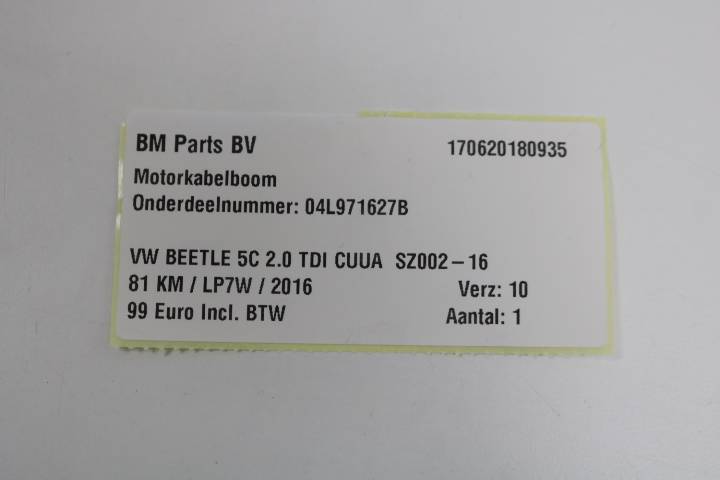 BM Parts BV 170620180935
Motorkabelboom
Onderdeelnummer: 04L971627B
VW BEETLE 5C 2.0 TDI CUUA SZ002-16
81 KM / LP7W / 2016 Verz: 10
99 Euro Incl. BTW Aantal: 1